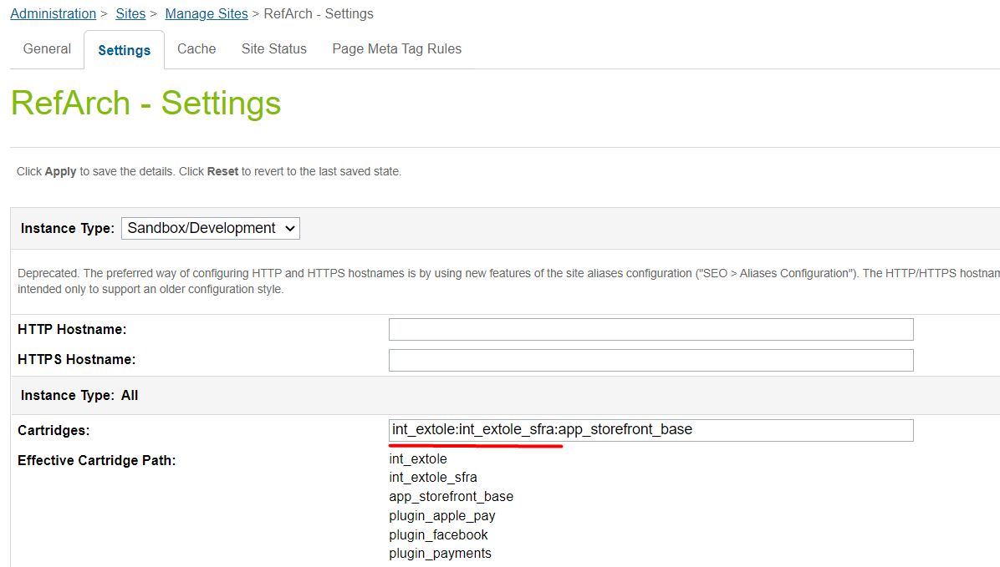 Administration > Sites > Manage Sites > RefArch - Settings
General Settings Cache Site Status Page Meta Tag Rules
RefArch - Settings
Click Apply to save the details. Click Reset to revert to the last saved state.
Instance Type: Sandbox/Development
Deprecated. The preferred way of configuring HTTP and HTTPS hostnames is by using new features of the site aliases configuration ("SEO > Aliases Configuration"). The HTTP/HTTPS hostnam
intended only to support an older configuration style.
HTTP Hostname:
HTTPS Hostname:
Instance Type: All
Cartridges: int_extole:int_extole_sfra:app_storefront_base
Effective Cartridge Path: int_extole
int_extole_sfra
app_storefront_base
plugin_apple_pay
plugin_facebook
plugin_payments